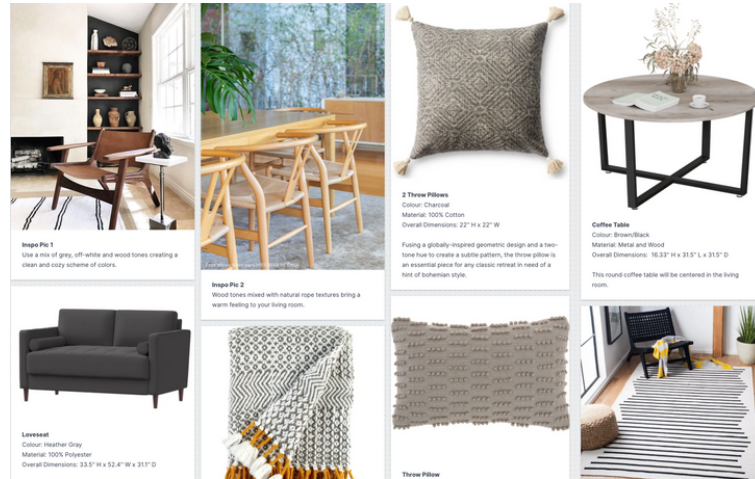 Inspo Pic 1
Use a mix of grey, off-white and wood tones creating a
clean and cozy scheme of colors.
Loveseat
Colour: Heather Gray
Material: 100% Polyester
Overall Dimensions: 33.5" H x 52.4" W x 31.1" D
Inspo Pic 2
Wood tones mixed with natural rope textures bring a
warm feeling to your living room.
2 Throw Pillows
Colour: Charcoal
Material: 100% Cotton
Overall Dimensions: 22" H x 22" W
Fusing a globally-inspired geometric design and a two-
tone hue to create a subtle pattern, the throw pillow is
an essential piece for any classic retreat in need of a
hint of bohemian style.
Throw Pillow
Coffee Table
Colour: Brown/Black
Material: Metal and Wood
Overall Dimensions: 16.33" H x 31.5" L x 31.5" D
This round coffee table will be centered in the living
room.